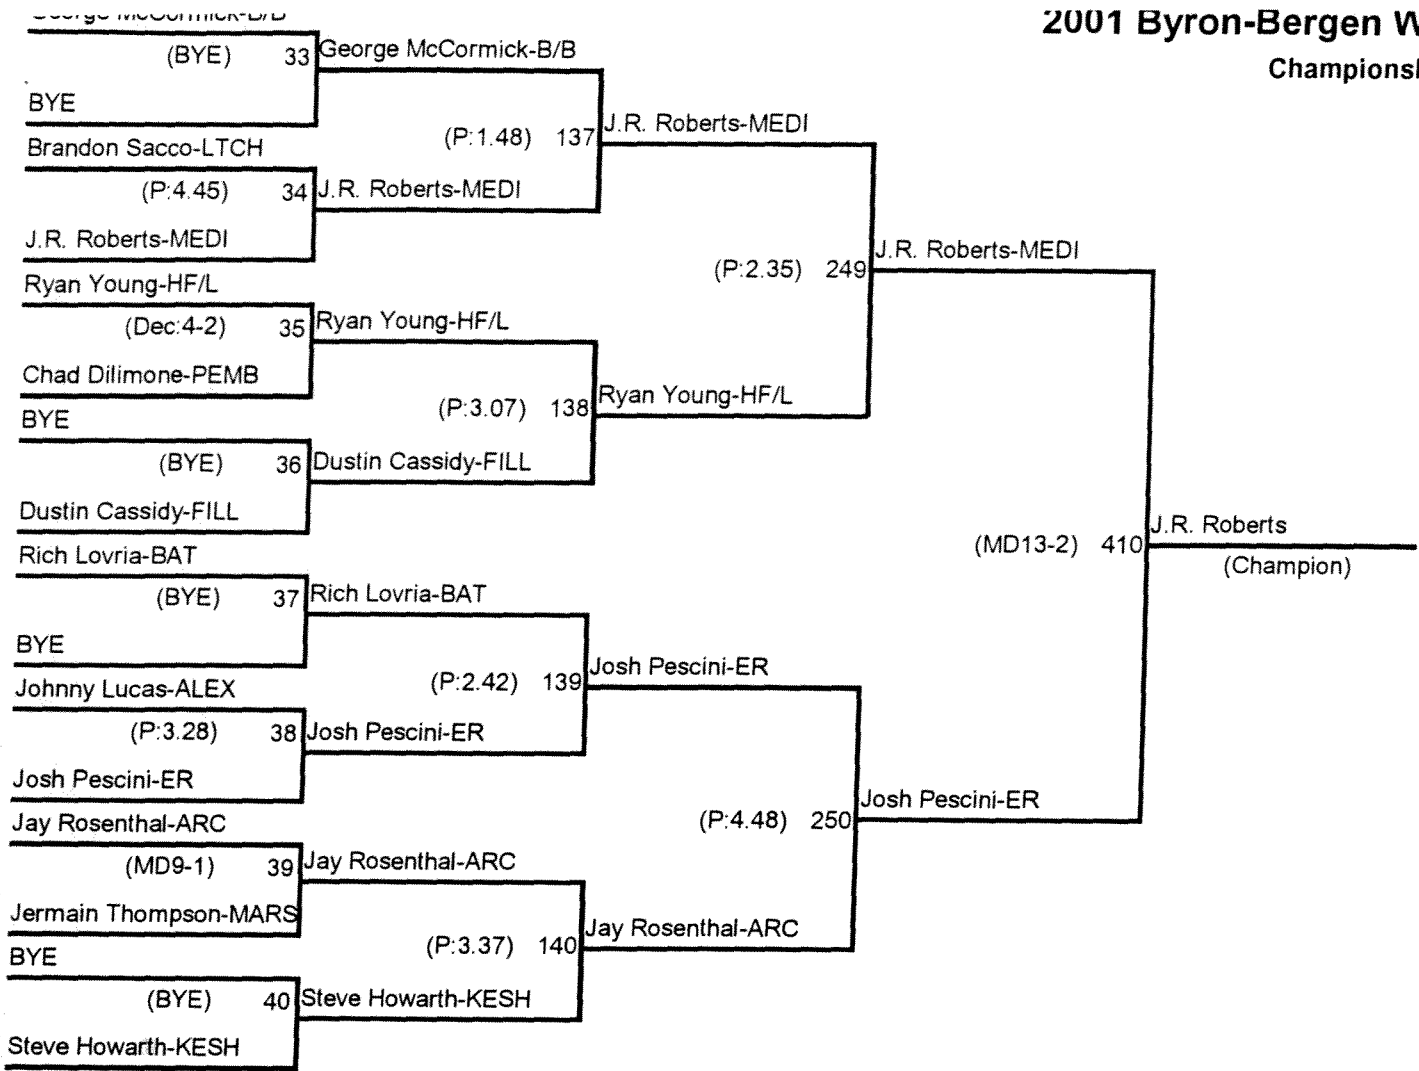 George McCormick-B/B
2001 Byron-Bergen W
Champions
(BYE) 33
George McCormick-B/B
BYE
(P:1.48) 137
J.R. Roberts-MEDI
Brandon Sacco-LTCH
(P:4.45) 34
J.R. Roberts-MEDI
J.R. Roberts-MEDI
(P:2.35) 249
J.R. Roberts-MEDI
Ryan Young-HF/L
(Dec:4-2) 35
Ryan Young-HF/L
Chad Dilimone-PEMB
(P:3.07) 138
Ryan Young-HF/L
BYE
(BYE) 36
Dustin Cassidy-FILL
Dustin Cassidy-FILL
(MD13-2) 410
J.R. Roberts
(Champion)
Rich Lovria-BAT
(BYE) 37
Rich Lovria-BAT
BYE
(P:2.42) 139
Josh Pescini-ER
Johnny Lucas-ALEX
(P:3.28) 38
Josh Pescini-ER
Josh Pescini-ER
(P:4.48) 250
Josh Pescini-ER
Jay Rosenthal-ARC
(MD9-1) 39
Jay Rosenthal-ARC
Jermain Thompson-MARS
(P:3.37) 140
Jay Rosenthal-ARC
BYE
(BYE) 40
Steve Howarth-KESH
Steve Howarth-KESH